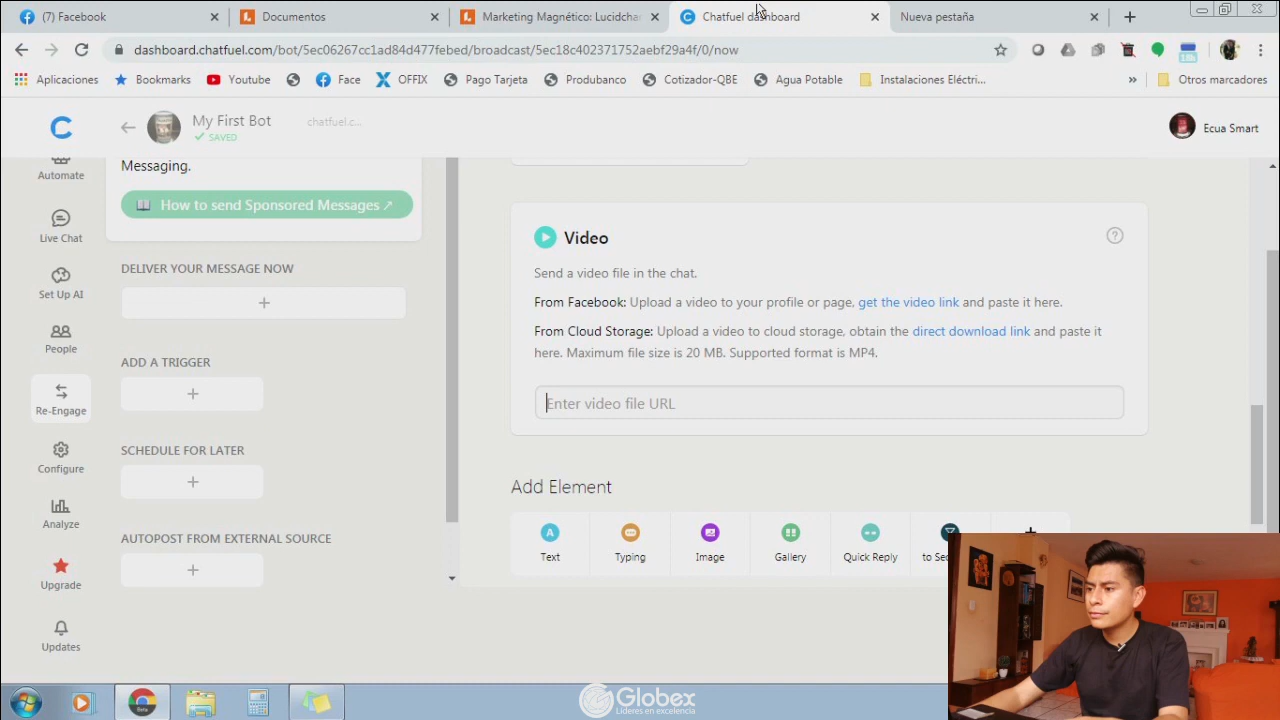 (7) Facebook
Documentos
Marketing Magnético: Lucidchar
Chatfuel dashboard
Nueva pestaña
dashboard.chatfuel.com/bot/5ec06267cc1ad84d477febed/broadcast/5ec18c402371752aebf29a4f/0/now
Aplicaciones
Bookmarks
Youtube
Face
OFFIX
Pago Tarjeta
Produbanco
Cotizador-QBE
Agua Potable
Instalaciones Eléctri...
Otros marcadores
My First Bot
chatfuel.c...
SAVED
Ecua Smart
Automate
Live Chat
Set Up AI
People
Re-Engage
Configure
Analyze
Upgrade
Updates
Messaging.
How to send Sponsored Messages ↗
DELIVER YOUR MESSAGE NOW
ADD A TRIGGER
SCHEDULE FOR LATER
AUTOPOST FROM EXTERNAL SOURCE
Video
Send a video file in the chat.
From Facebook: Upload a video to your profile or page, get the video link and paste it here.
From Cloud Storage: Upload a video to cloud storage, obtain the direct download link and paste it
here. Maximum file size is 20 MB. Supported format is MP4.
Enter video file URL
Add Element
Text
Typing
Image
Gallery
Quick Reply
Globex
Líderes en excelencia